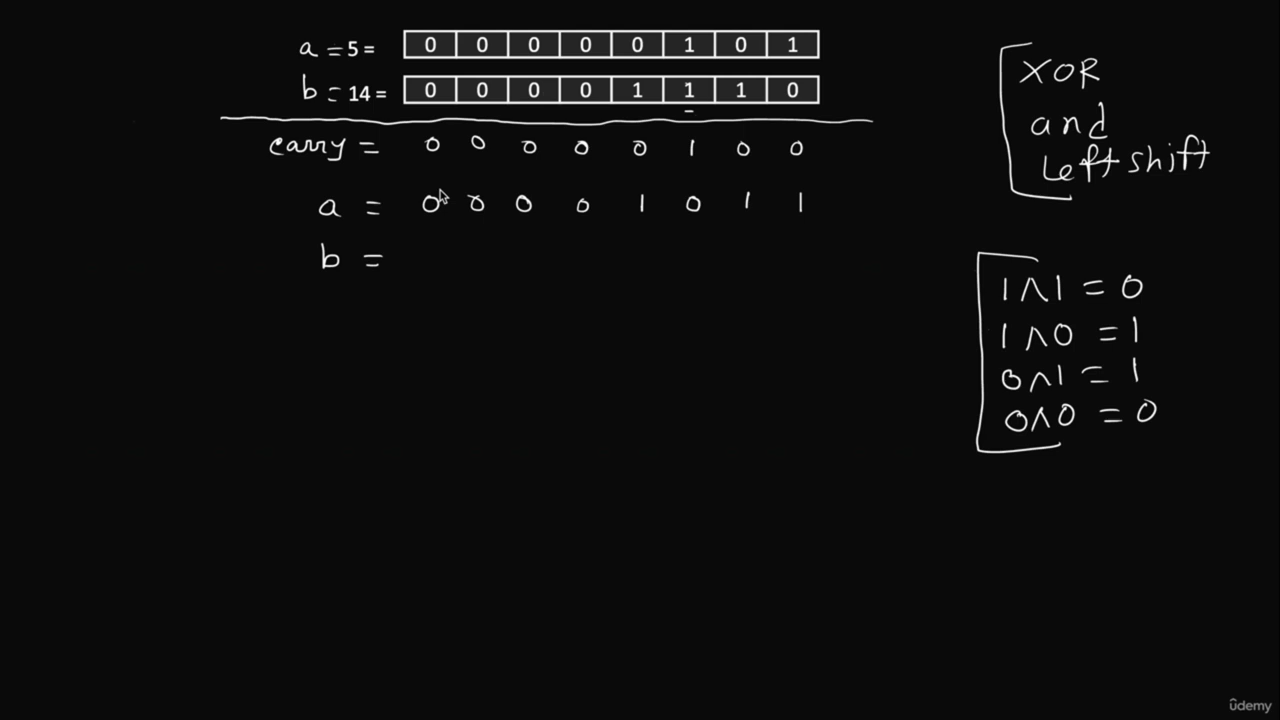 a = 5 = 0 0 0 0 0 1 0 1
b = 14 = 0 0 0 0 1 1 1 0
carry = 0 0 0 0 0 1 0 0
a = 0 0 0 0 1 0 1 1
b =
XOR
and
Left shift
1 ^ 1 = 0
1 ^ 0 = 1
0 ^ 1 = 1
0 ^ 0 = 0
ûdemy